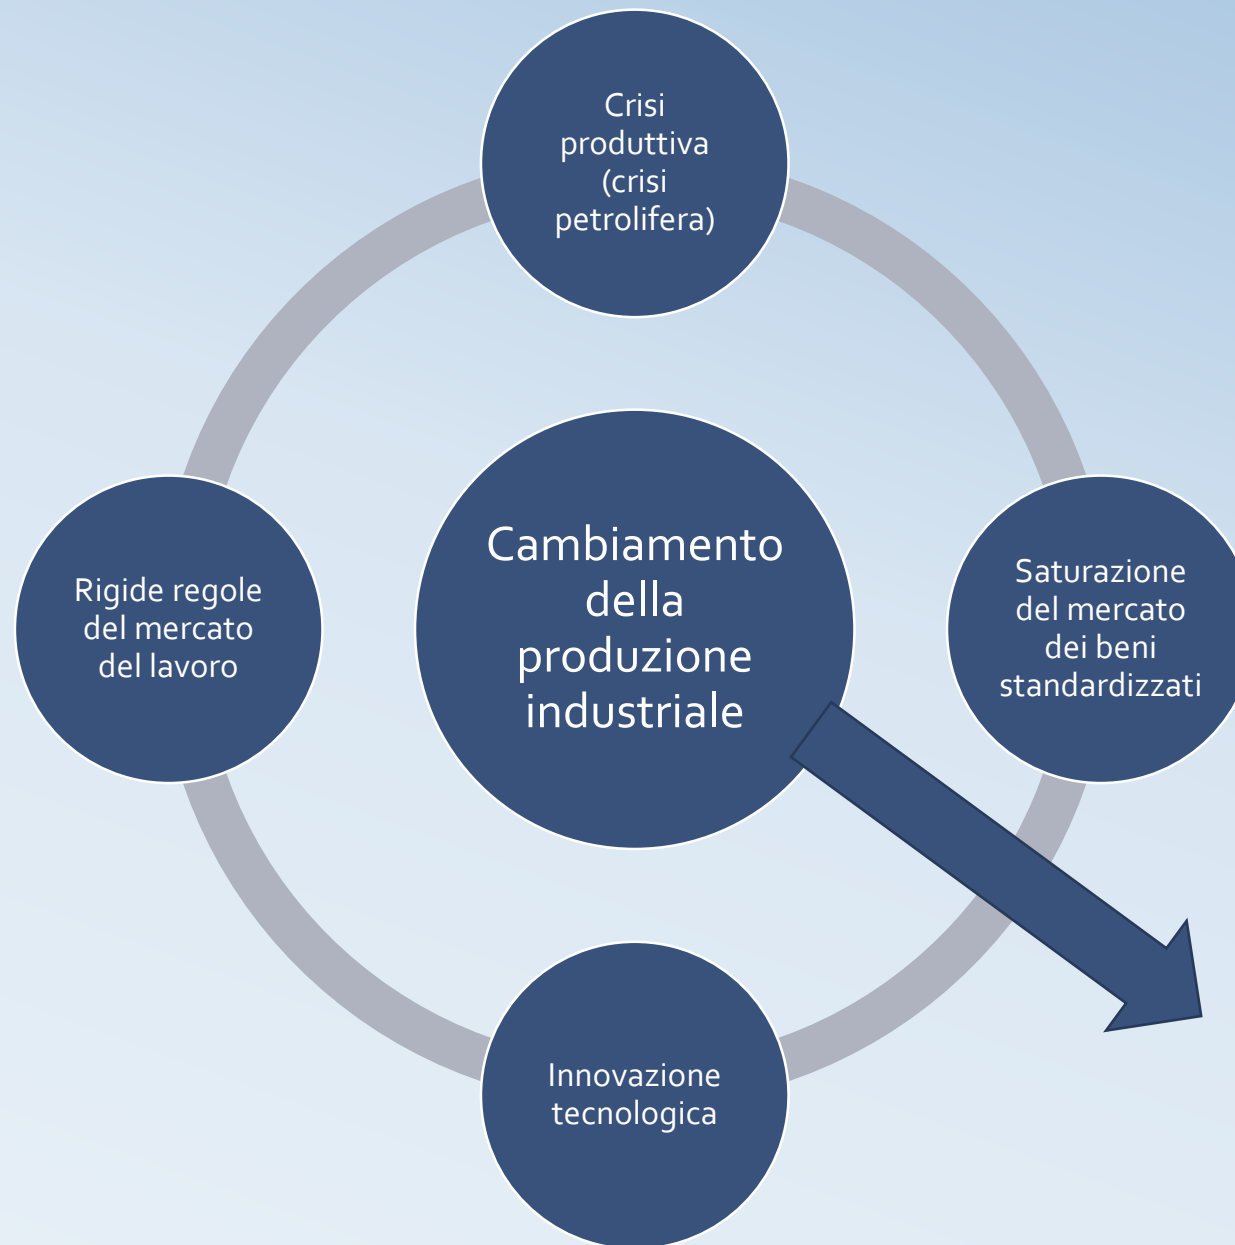 Crisi
produttiva
(crisi
petrolifera)
Cambiamento
della
produzione
industriale
Rigide regole
del mercato
del lavoro
Saturazione
del mercato
dei beni
standardizzati
Innovazione
tecnologica